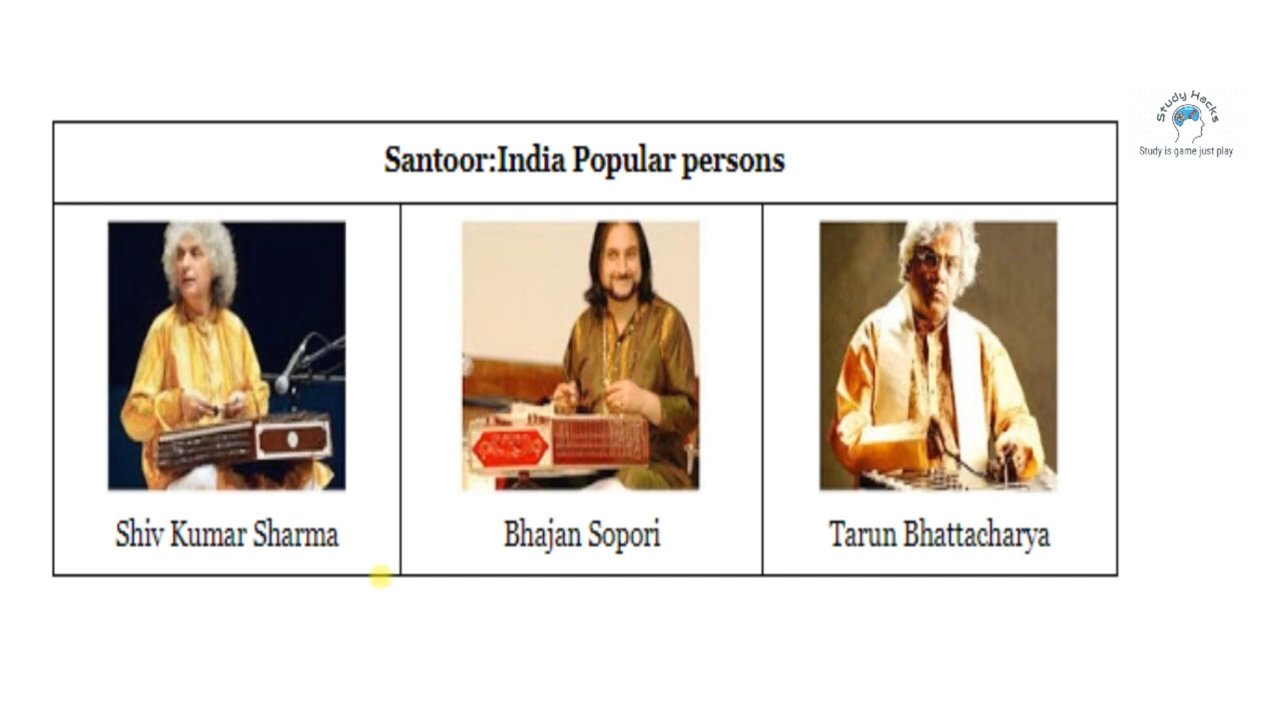 Study Hacks
Study is game just play
Santoor:India Popular persons
Shiv Kumar Sharma
Bhajan Sopori
Tarun Bhattacharya